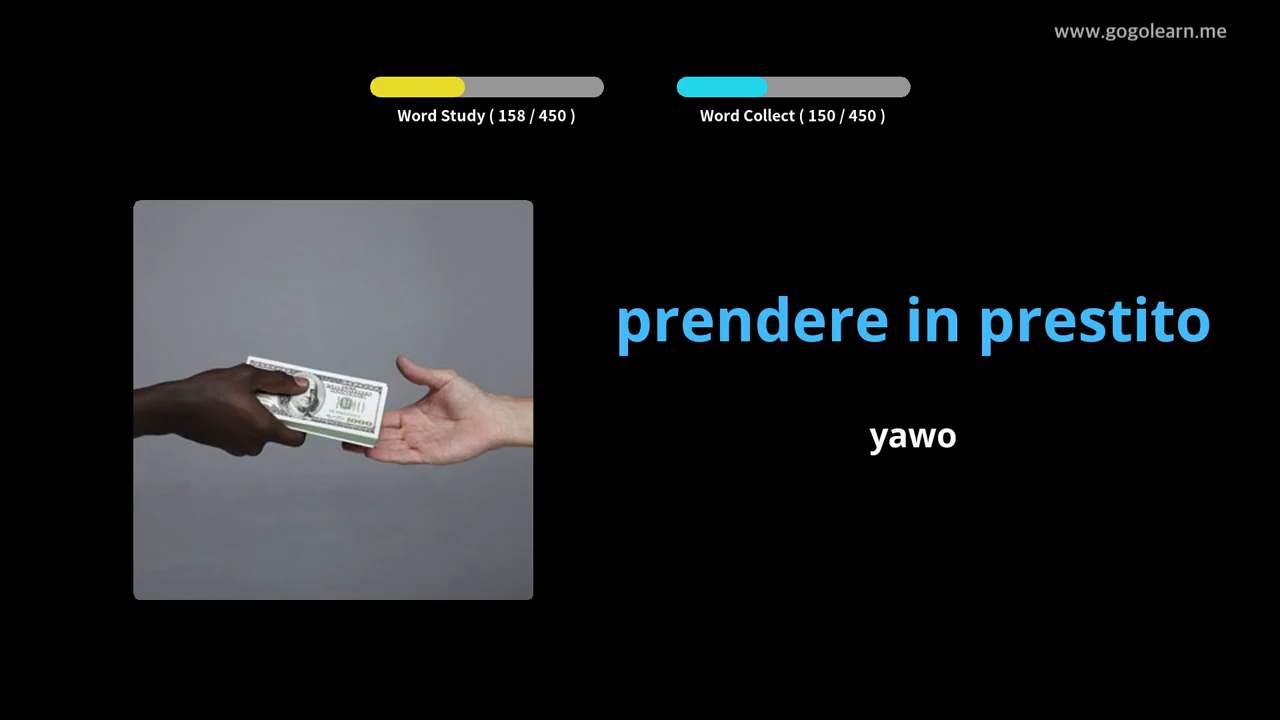 www.gogolearn.me
Word Study ( 158 / 450 )
Word Collect ( 150 / 450 )
prendere in prestito
yawo